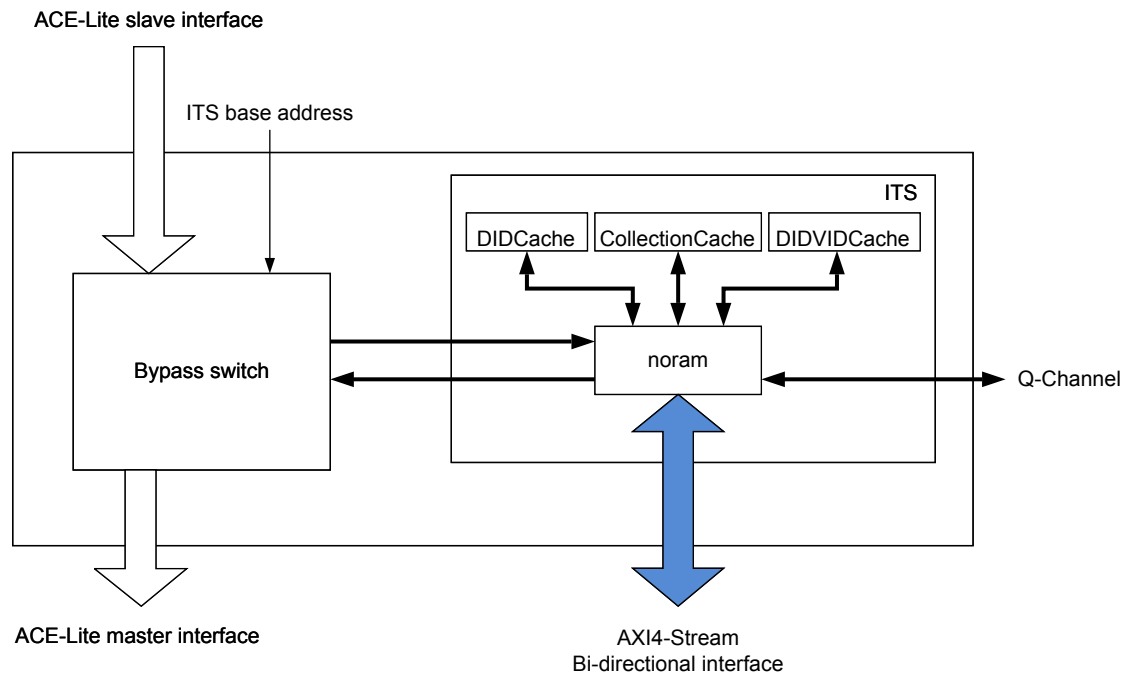 ACE-Lite slave interface
ITS base address
ITS
DIDCache
CollectionCache
DIDVIDCache
Bypass switch
noram
Q-Channel
ACE-Lite master interface
AXI4-Stream
Bi-directional interface